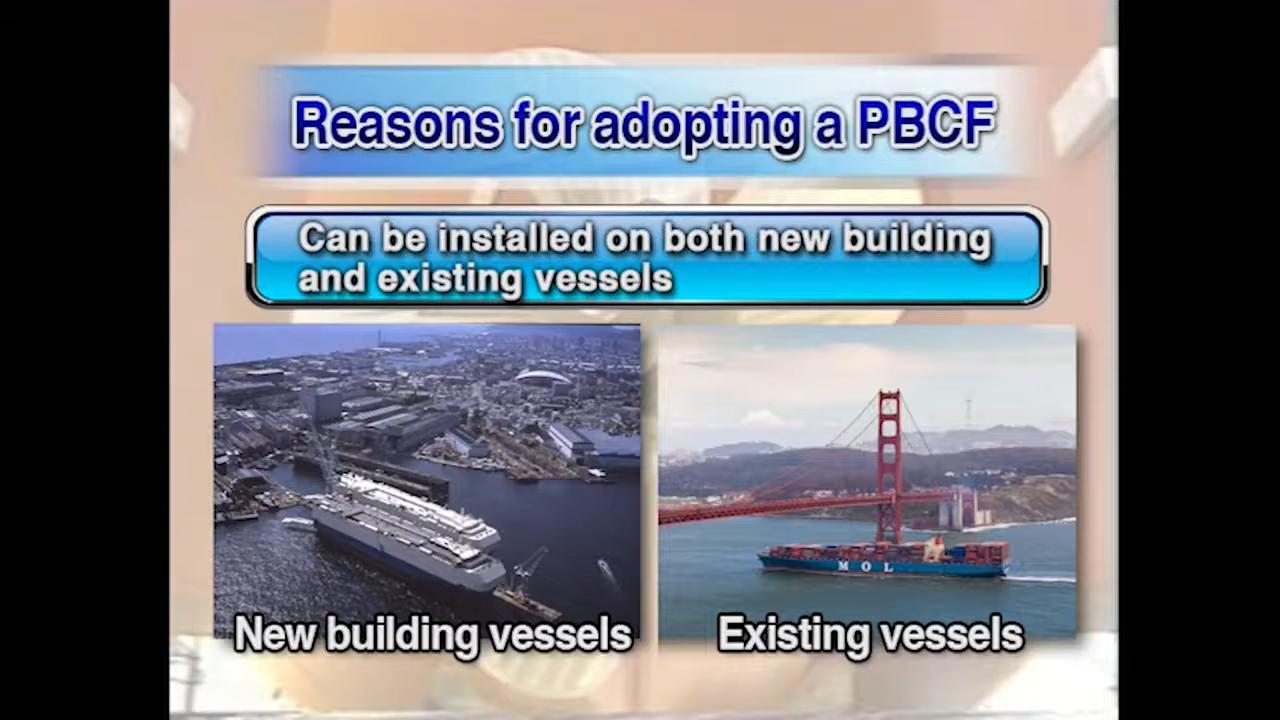 Reasons for adopting a PBCF
Can be installed on both new building
and existing vessels
MOL
New building vessels
Existing vessels